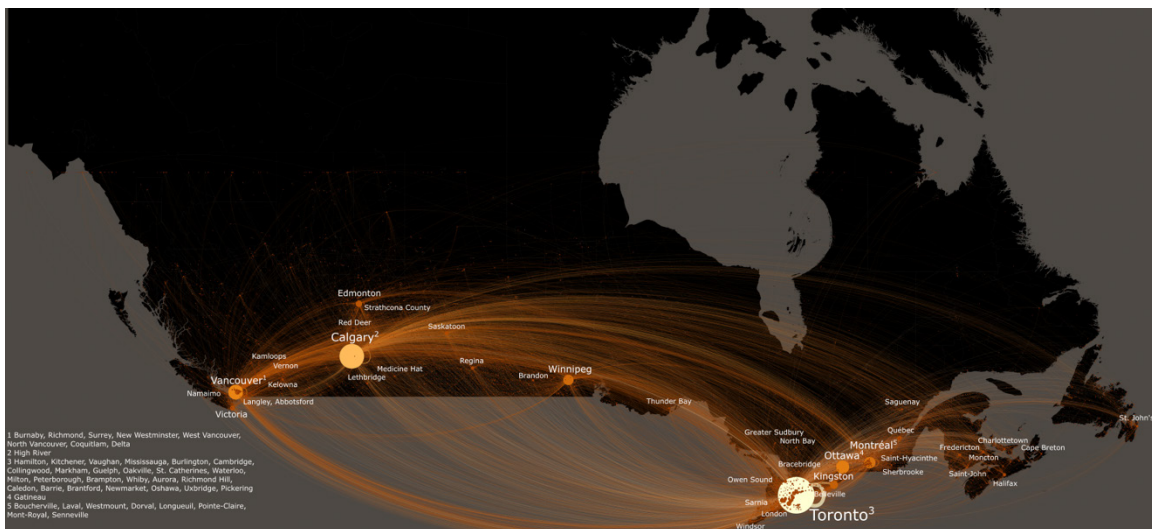 Edmonton
Strathcona County
Red Deer
Saskatoon
Calgary²
Kamloops
Vernon
Regina
Medicine Hat
Winnipeg
Lethbridge
Brandon
Vancouver¹
Kelowna
Namaimo
Langley, Abbotsford
Victoria
Thunder Bay
Saguenay
St. John's
Greater Sudbury
Québec
North Bay
Montréal⁵
Charlottetown
Fredericton
Cape Breton
Ottawa⁴
Saint-Hyacinthe
Moncton
Bracebridge
Sherbrooke
Saint-John
Owen Sound
Kingston
Halifax
Belleville
Sarnia
London
Toronto³
Windsor
1 Burnaby, Richmond, Surrey, New Westminster, West Vancouver,
North Vancouver, Coquitlam, Delta
2 High River
3 Hamilton, Kitchener, Vaughan, Mississauga, Burlington, Cambridge,
Collingwood, Markham, Guelph, Oakville, St. Catherines, Waterloo,
Milton, Peterborough, Brampton, Whiby, Aurora, Richmond Hill,
Caledon, Barrie, Brantford, Newmarket, Oshawa, Uxbridge, Pickering
4 Gatineau
5 Boucherville, Laval, Westmount, Dorval, Longueuil, Pointe-Claire,
Mont-Royal, Senneville